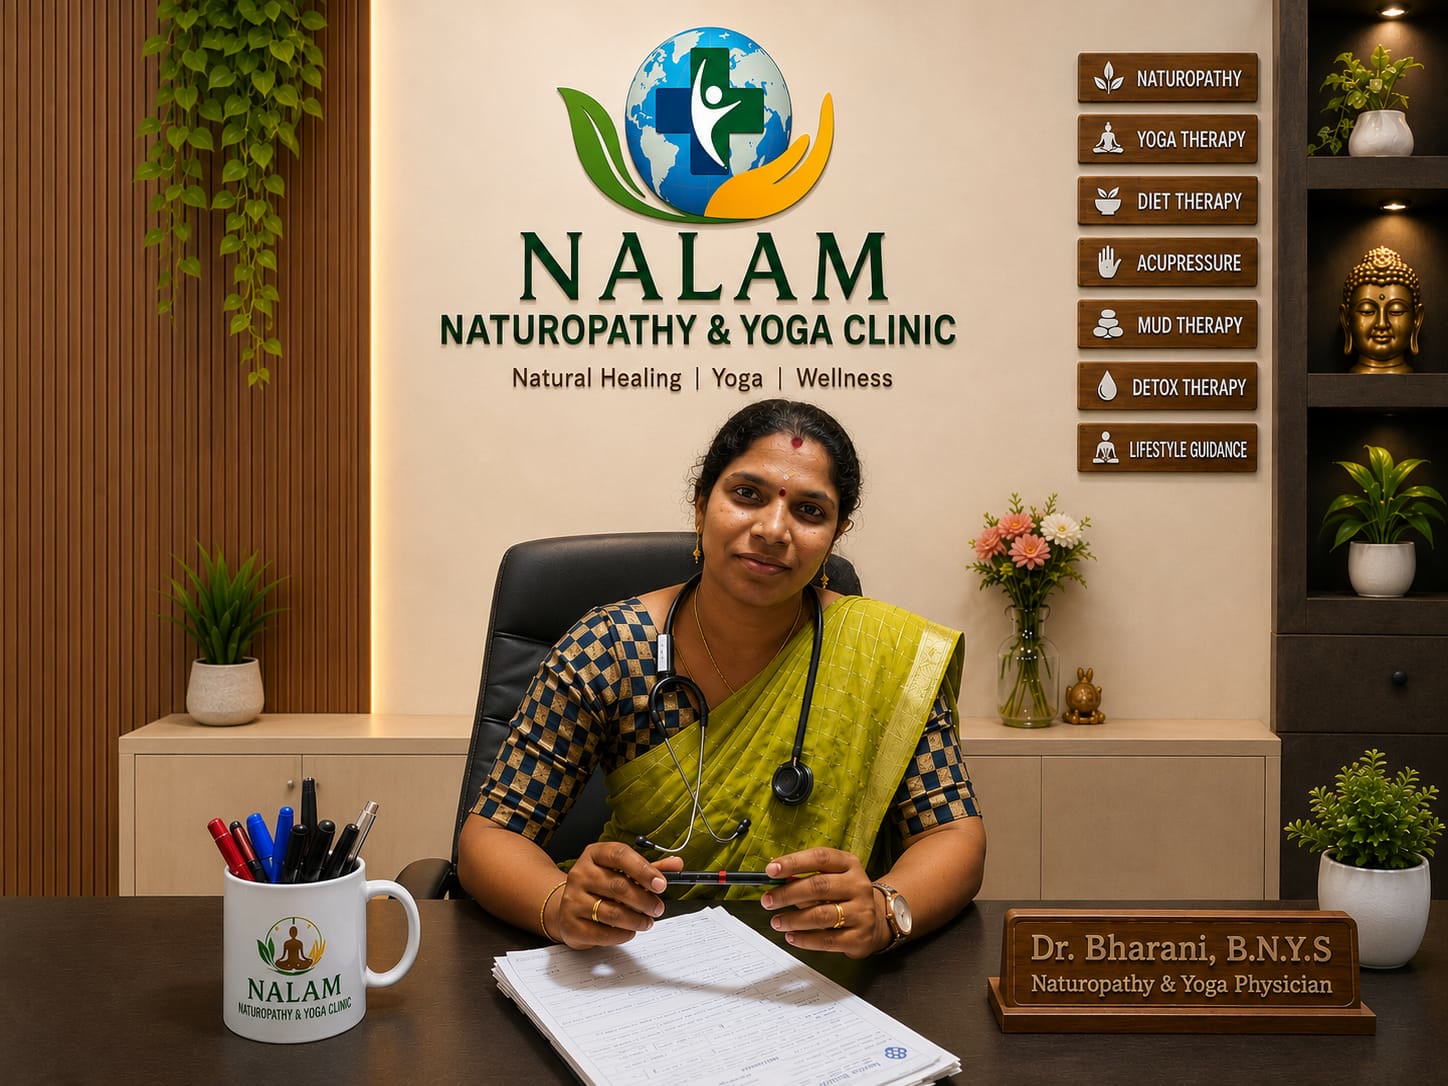 NALAM
NATUROPATHY & YOGA CLINIC
Natural Healing | Yoga | Wellness
NATUROPATHY
YOGA THERAPY
DIET THERAPY
ACUPRESSURE
MUD THERAPY
DETOX THERAPY
LIFESTYLE GUIDANCE
NALAM
NATUROPATHY & YOGA CLINIC
Dr. Bharani, B.N.Y.S
Naturopathy & Yoga Physician